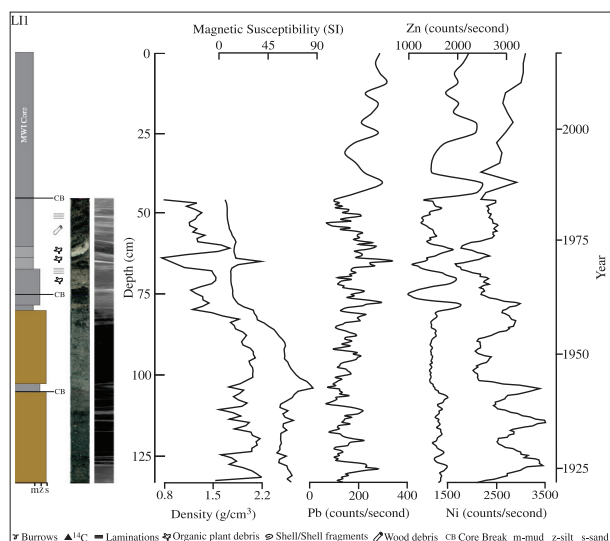 LI1
Magnetic Susceptibility (SI)
0 45 90
Zn (counts/second)
1000 2000 3000
0
25
50
75
100
125
Depth (cm)
2000
1975
1950
1925
Year
MWI Core
CB
CB
CB
mZs
0.8 1.5 2.2
Density (g/cm³)
0 200 400
Pb (counts/second)
1500 2500 3500
Ni (counts/second)
Burrows ¹⁴C Laminations Organic plant debris Shell/Shell fragments Wood debris CB Core Break m-mud z-silt s-sand